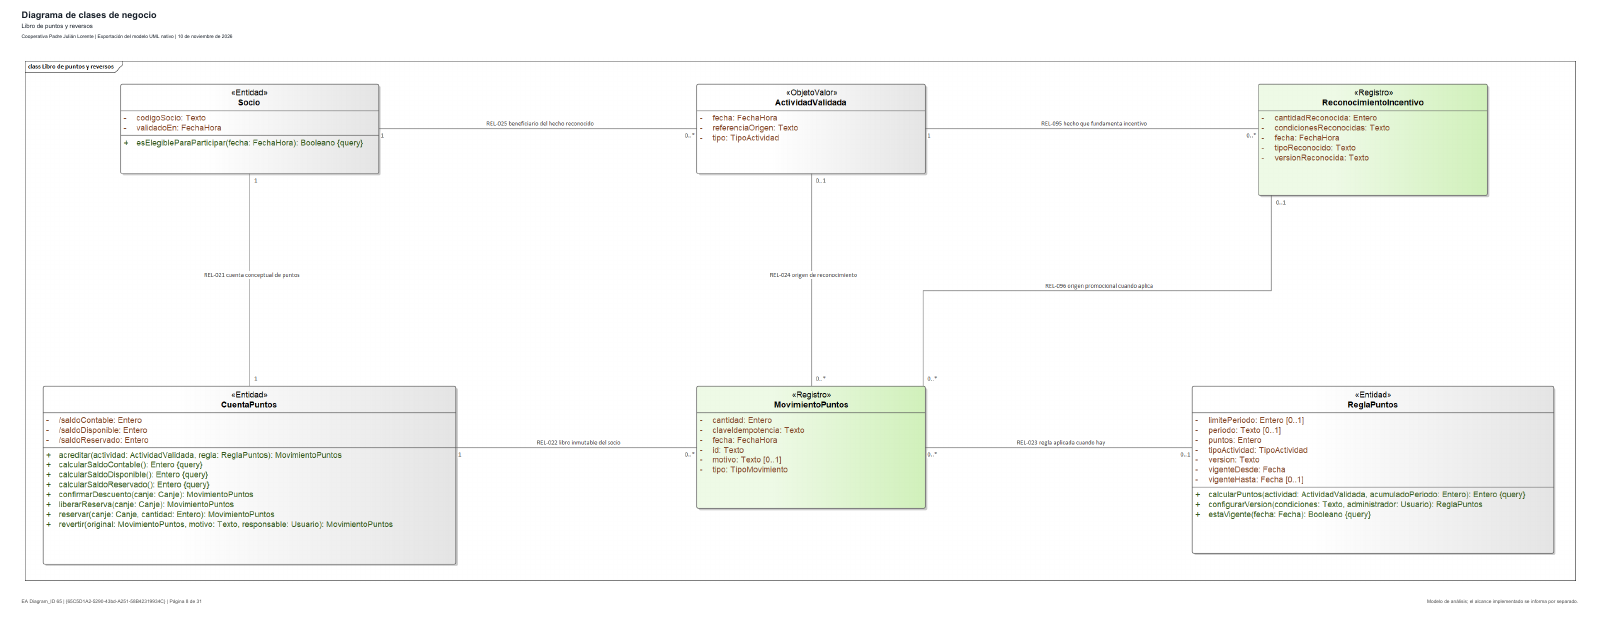 Diagrama de clases de negocio
Libro de puntos y reversos
Cooperativa Padre Julián Lorente | Exportación del modelo UML nativo | 10 de noviembre de 2026
class Libro de puntos y reversos
«Entidad»
Socio
- codigoSocio: Texto
- validadoEn: FechaHora
+ esElegibleParaParticipar(fecha: FechaHora): Booleano {query}
REL-025 beneficiario del hecho reconocido
1
0..*
«ObjetoValor»
ActividadValidada
- fecha: FechaHora
- referenciaOrigen: Texto
- tipo: TipoActividad
REL-095 hecho que fundamenta incentivo
1
0..*
«Registro»
ReconocimientoIncentivo
- cantidadReconocida: Entero
- condicionesReconocidas: Texto
- fecha: FechaHora
- tipoReconocido: Texto
- versionReconocida: Texto
1
0..1
0..1
REL-021 cuenta conceptual de puntos
REL-024 origen de reconocimiento
REL-096 origen promocional cuando aplica
1
0..*
0..*
«Entidad»
CuentaPuntos
- /saldoContable: Entero
- /saldoDisponible: Entero
- /saldoReservado: Entero
+ acreditar(actividad: ActividadValidada, regla: ReglaPuntos): MovimientoPuntos
+ calcularSaldoContable(): Entero {query}
+ calcularSaldoDisponible(): Entero {query}
+ calcularSaldoReservado(): Entero {query}
+ confirmarDescuento(canje: Canje): MovimientoPuntos
+ liberarReserva(canje: Canje): MovimientoPuntos
+ reservar(canje: Canje, cantidad: Entero): MovimientoPuntos
+ revertir(original: MovimientoPuntos, motivo: Texto, responsable: Usuario): MovimientoPuntos
REL-022 libro inmutable del socio
1
0..*
«Registro»
MovimientoPuntos
- cantidad: Entero
- claveIdempotencia: Texto
- fecha: FechaHora
- id: Texto
- motivo: Texto [0..1]
- tipo: TipoMovimiento
REL-023 regla aplicada cuando hay
0..*
0..1
«Entidad»
ReglaPuntos
- limitePeriodo: Entero [0..1]
- periodo: Texto [0..1]
- puntos: Entero
- tipoActividad: TipoActividad
- version: Texto
- vigenteDesde: Fecha
- vigenteHasta: Fecha [0..1]
+ calcularPuntos(actividad: ActividadValidada, acumuladoPeriodo: Entero): Entero {query}
+ configurarVersion(condiciones: Texto, administrador: Usuario): ReglaPuntos
+ estaVigente(fecha: Fecha): Booleano {query}
EA Diagram_ID 65 | | Página 9 de 31
Modelo de análisis; el alcance implementado se informa por separado.